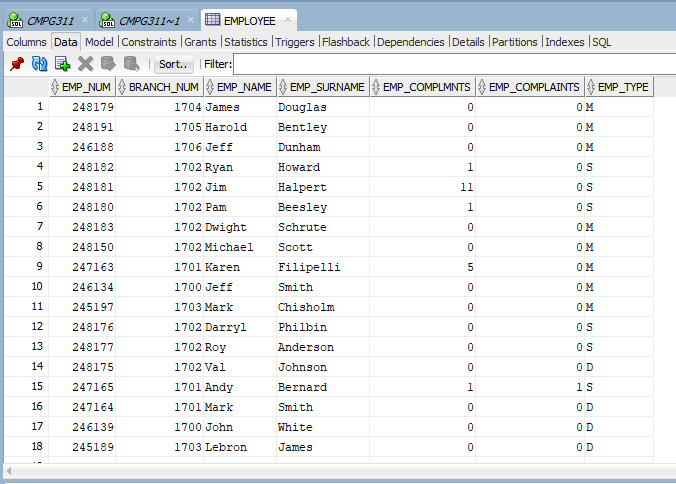 SQL CMPG311 SQL CMPG311~1 EMPLOYEE
Columns Data Model Constraints Grants Statistics Triggers Flashback Dependencies Details Partitions Indexes SQL
Sort.. Filter:
EMP_NUM BRANCH_NUM EMP_NAME EMP_SURNAME EMP_COMPLMNTS EMP_COMPLAINTS EMP_TYPE
1 248179 1704 James Douglas 0 0 M
2 248191 1705 Harold Bentley 0 0 M
3 246188 1706 Jeff Dunham 0 0 M
4 248182 1702 Ryan Howard 1 0 S
5 248181 1702 Jim Halpert 11 0 S
6 248180 1702 Pam Beesley 1 0 S
7 248183 1702 Dwight Schrute 0 0 M
8 248150 1702 Michael Scott 0 0 M
9 247163 1701 Karen Filipelli 5 0 M
10 246134 1700 Jeff Smith 0 0 M
11 245197 1703 Mark Chisholm 0 0 M
12 248176 1702 Darryl Philbin 0 0 S
13 248177 1702 Roy Anderson 0 0 S
14 248175 1702 Val Johnson 0 0 D
15 247165 1701 Andy Bernard 1 1 S
16 247164 1701 Mark Smith 0 0 D
17 246139 1700 John White 0 0 D
18 245189 1703 Lebron James 0 0 D